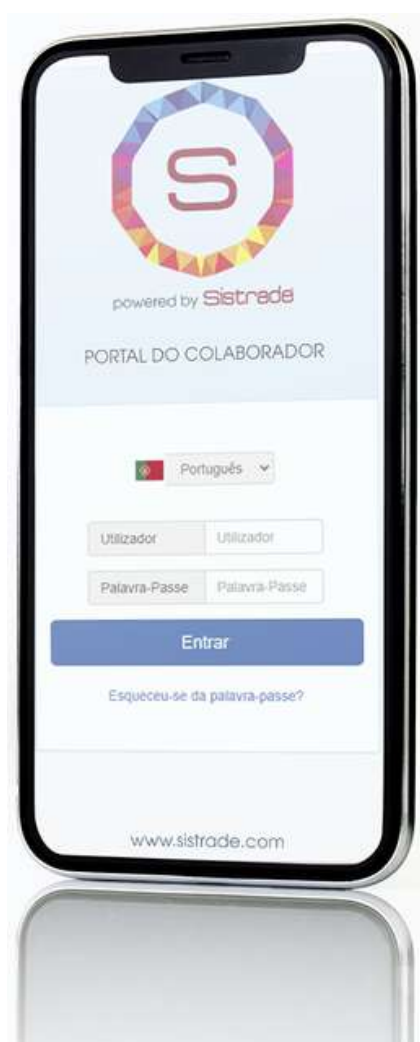 S
powered by Sistrade
PORTAL DO COLABORADOR
Português
Utilizador Utilizador
Palavra-Passe Palavra-Passe
Entrar
Esqueceu-se da palavra-passe?
www.sistrade.com